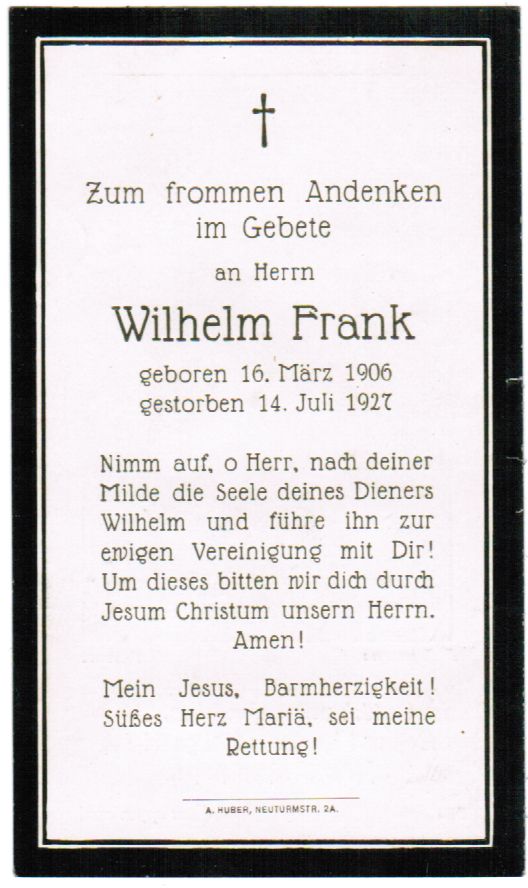 Zum frommen Andenken
im Gebete
an Herrn
Wilhelm Frank
geboren 16. März 1906
gestorben 14. Juli 1927
Nimm auf, o Herr, nach deiner
Milde die Seele deines Dieners
Wilhelm und führe ihn zur
ewigen Vereinigung mit Dir!
Um dieses bitten wir dich durch
Jesum Christum unsern Herrn.
Amen!
Mein Jesus, Barmherzigkeit!
Süßes Herz Mariä, sei meine
Rettung!
A. HUBER, NEUTURMSTR. 2A.